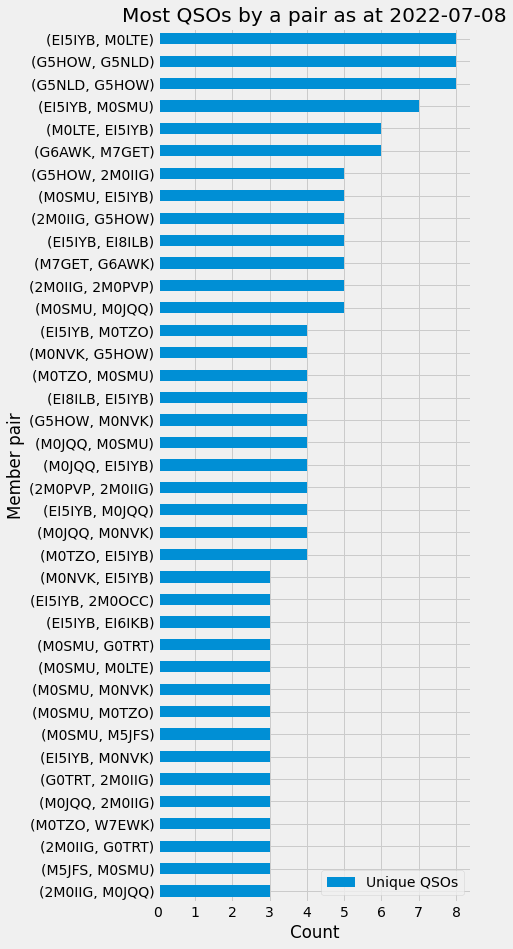 Most QSOs by a pair as at 2022-07-08
(EI5IYB, M0LTE)
(G5HOW, G5NLD)
(G5NLD, G5HOW)
(EI5IYB, M0SMU)
(M0LTE, EI5IYB)
(G6AWK, M7GET)
(G5HOW, 2M0IIG)
(M0SMU, EI5IYB)
(2M0IIG, G5HOW)
(EI5IYB, EI8ILB)
(M7GET, G6AWK)
(2M0IIG, 2M0PVP)
(M0SMU, M0JQQ)
(EI5IYB, M0TZO)
(M0NVK, G5HOW)
(M0TZO, M0SMU)
(EI8ILB, EI5IYB)
(G5HOW, M0NVK)
(M0JQQ, M0SMU)
(M0JQQ, EI5IYB)
(2M0PVP, 2M0IIG)
(EI5IYB, M0JQQ)
(M0JQQ, M0NVK)
(M0TZO, EI5IYB)
(M0NVK, EI5IYB)
(EI5IYB, 2M0OCC)
(EI5IYB, EI6IKB)
(M0SMU, G0TRT)
(M0SMU, M0LTE)
(M0SMU, M0NVK)
(M0SMU, M0TZO)
(M0SMU, M5JFS)
(EI5IYB, M0NVK)
(G0TRT, 2M0IIG)
(M0JQQ, 2M0IIG)
(M0TZO, W7EWK)
(2M0IIG, G0TRT)
(M5JFS, M0SMU)
(2M0IIG, M0JQQ)
Member pair
Unique QSOs
0 1 2 3 4 5 6 7 8
Count